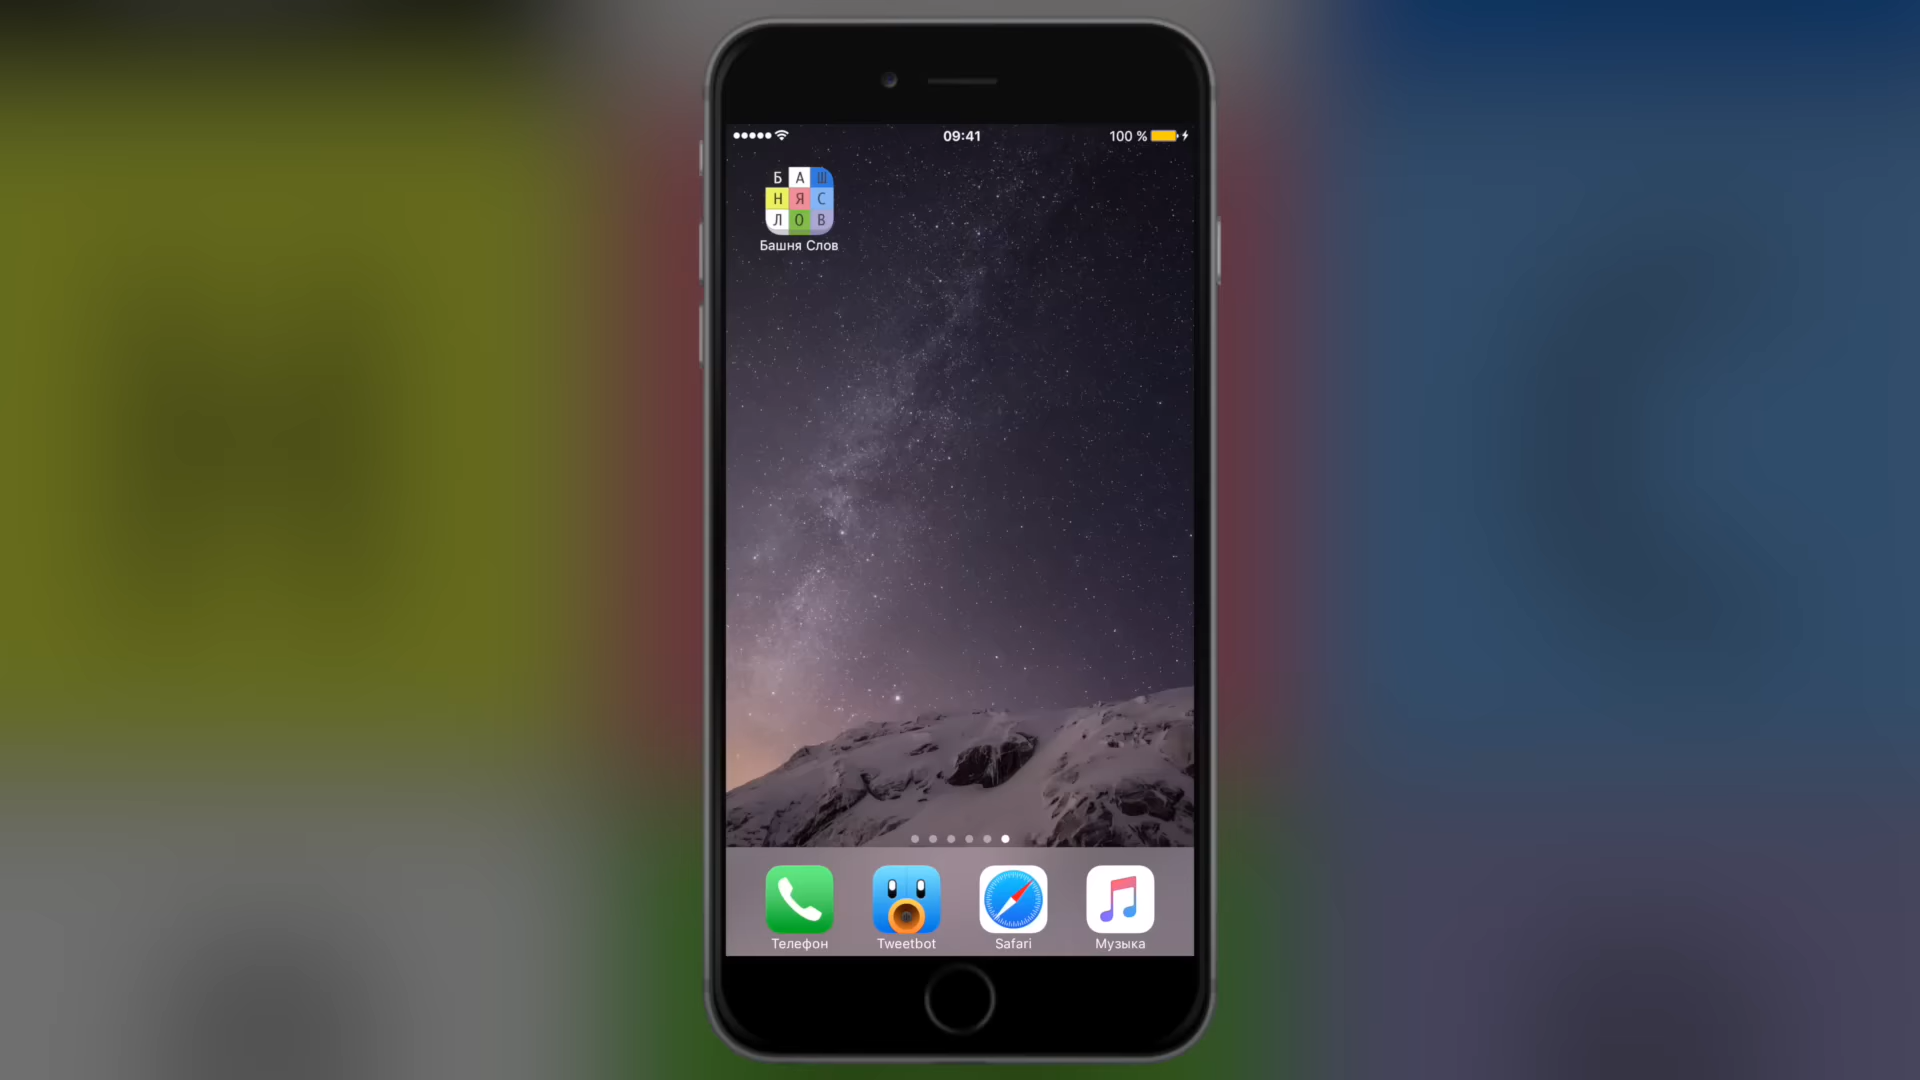 09:41
100 %
Б А Ш
Н Я С
Л О В
Башня Слов
Телефон
Tweetbot
Safari
Музыка